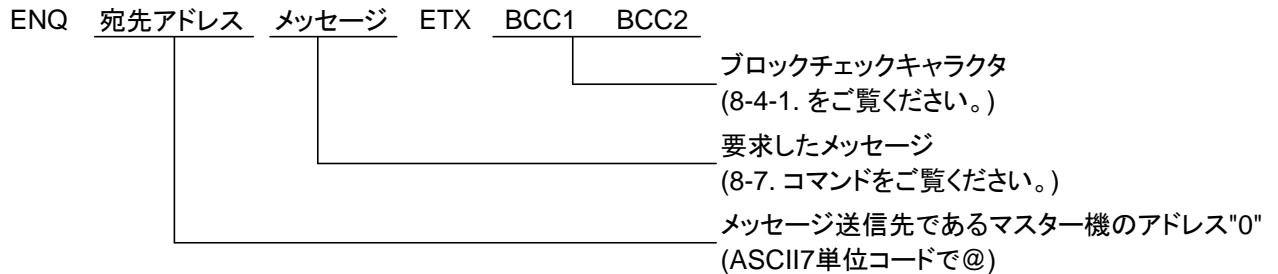 ENQ 宛先アドレス メッセージ ETX BCC1 BCC2
ブロックチェックキャラクタ
(8-4-1. をご覧ください。)
要求したメッセージ
(8-7. コマンドをご覧ください。)
メッセージ送信先であるマスター機のアドレス"0"
(ASCII7単位コードで@)